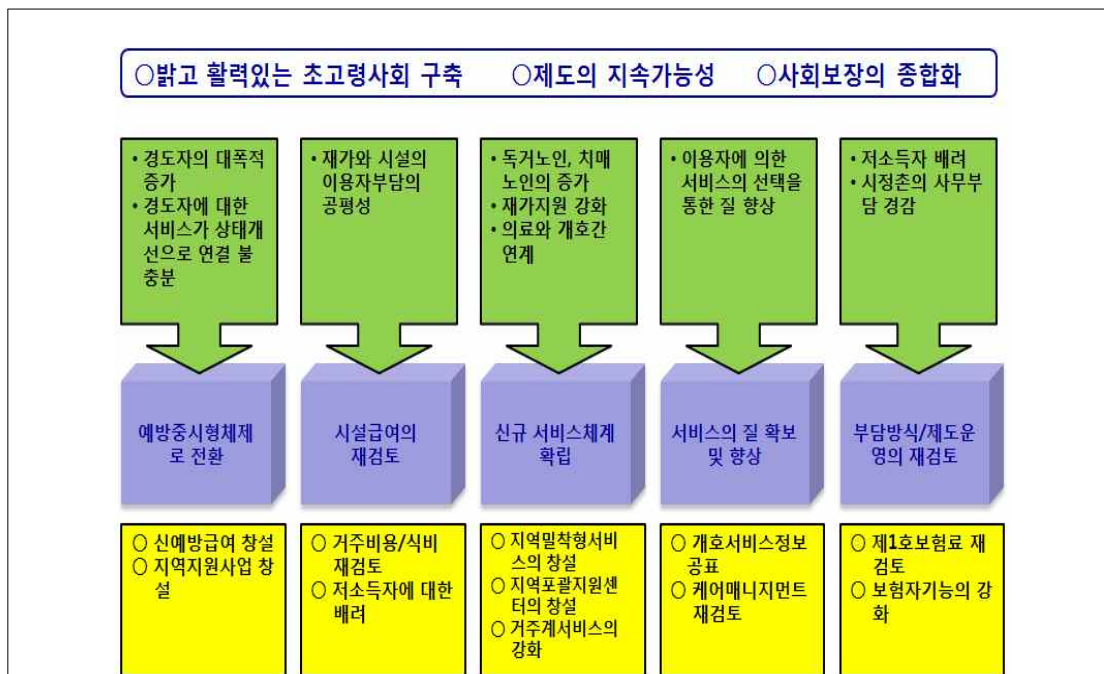 ○밝고 활력있는 초고령사회 구축 ○제도의 지속가능성 ○사회보장의 종합화
• 경도자의 대폭적
증가
• 경도자에 대한
서비스가 상태개
선으로 연결 불
충분
• 재가와 시설의
이용자부담의
공평성
• 독거노인, 치매
노인의 증가
• 재가지원 강화
• 의료와 개호간
연계
• 이용자에 의한
서비스의 선택을
통한 질 향상
• 저소득자 배려
• 시정촌의 사무부
담 경감
예방중시형체제
로 전환
시설급여의
재검토
신규 서비스체계
확립
서비스의 질 확보
및 향상
부담방식/제도운
영의 재검토
○ 신예방급여 창설
○ 지역지원사업 창
설
○ 거주비용/식비
재검토
○ 저소득자에 대한
배려
○ 지역밀착형서비
스의 창설
○ 지역포괄지원센
터의 창설
○ 거주계서비스의
강화
○ 개호서비스정보
공표
○ 케어매니지먼트
재검토
○ 제1호보험료 재
검토
○ 보험자기능의 강
화